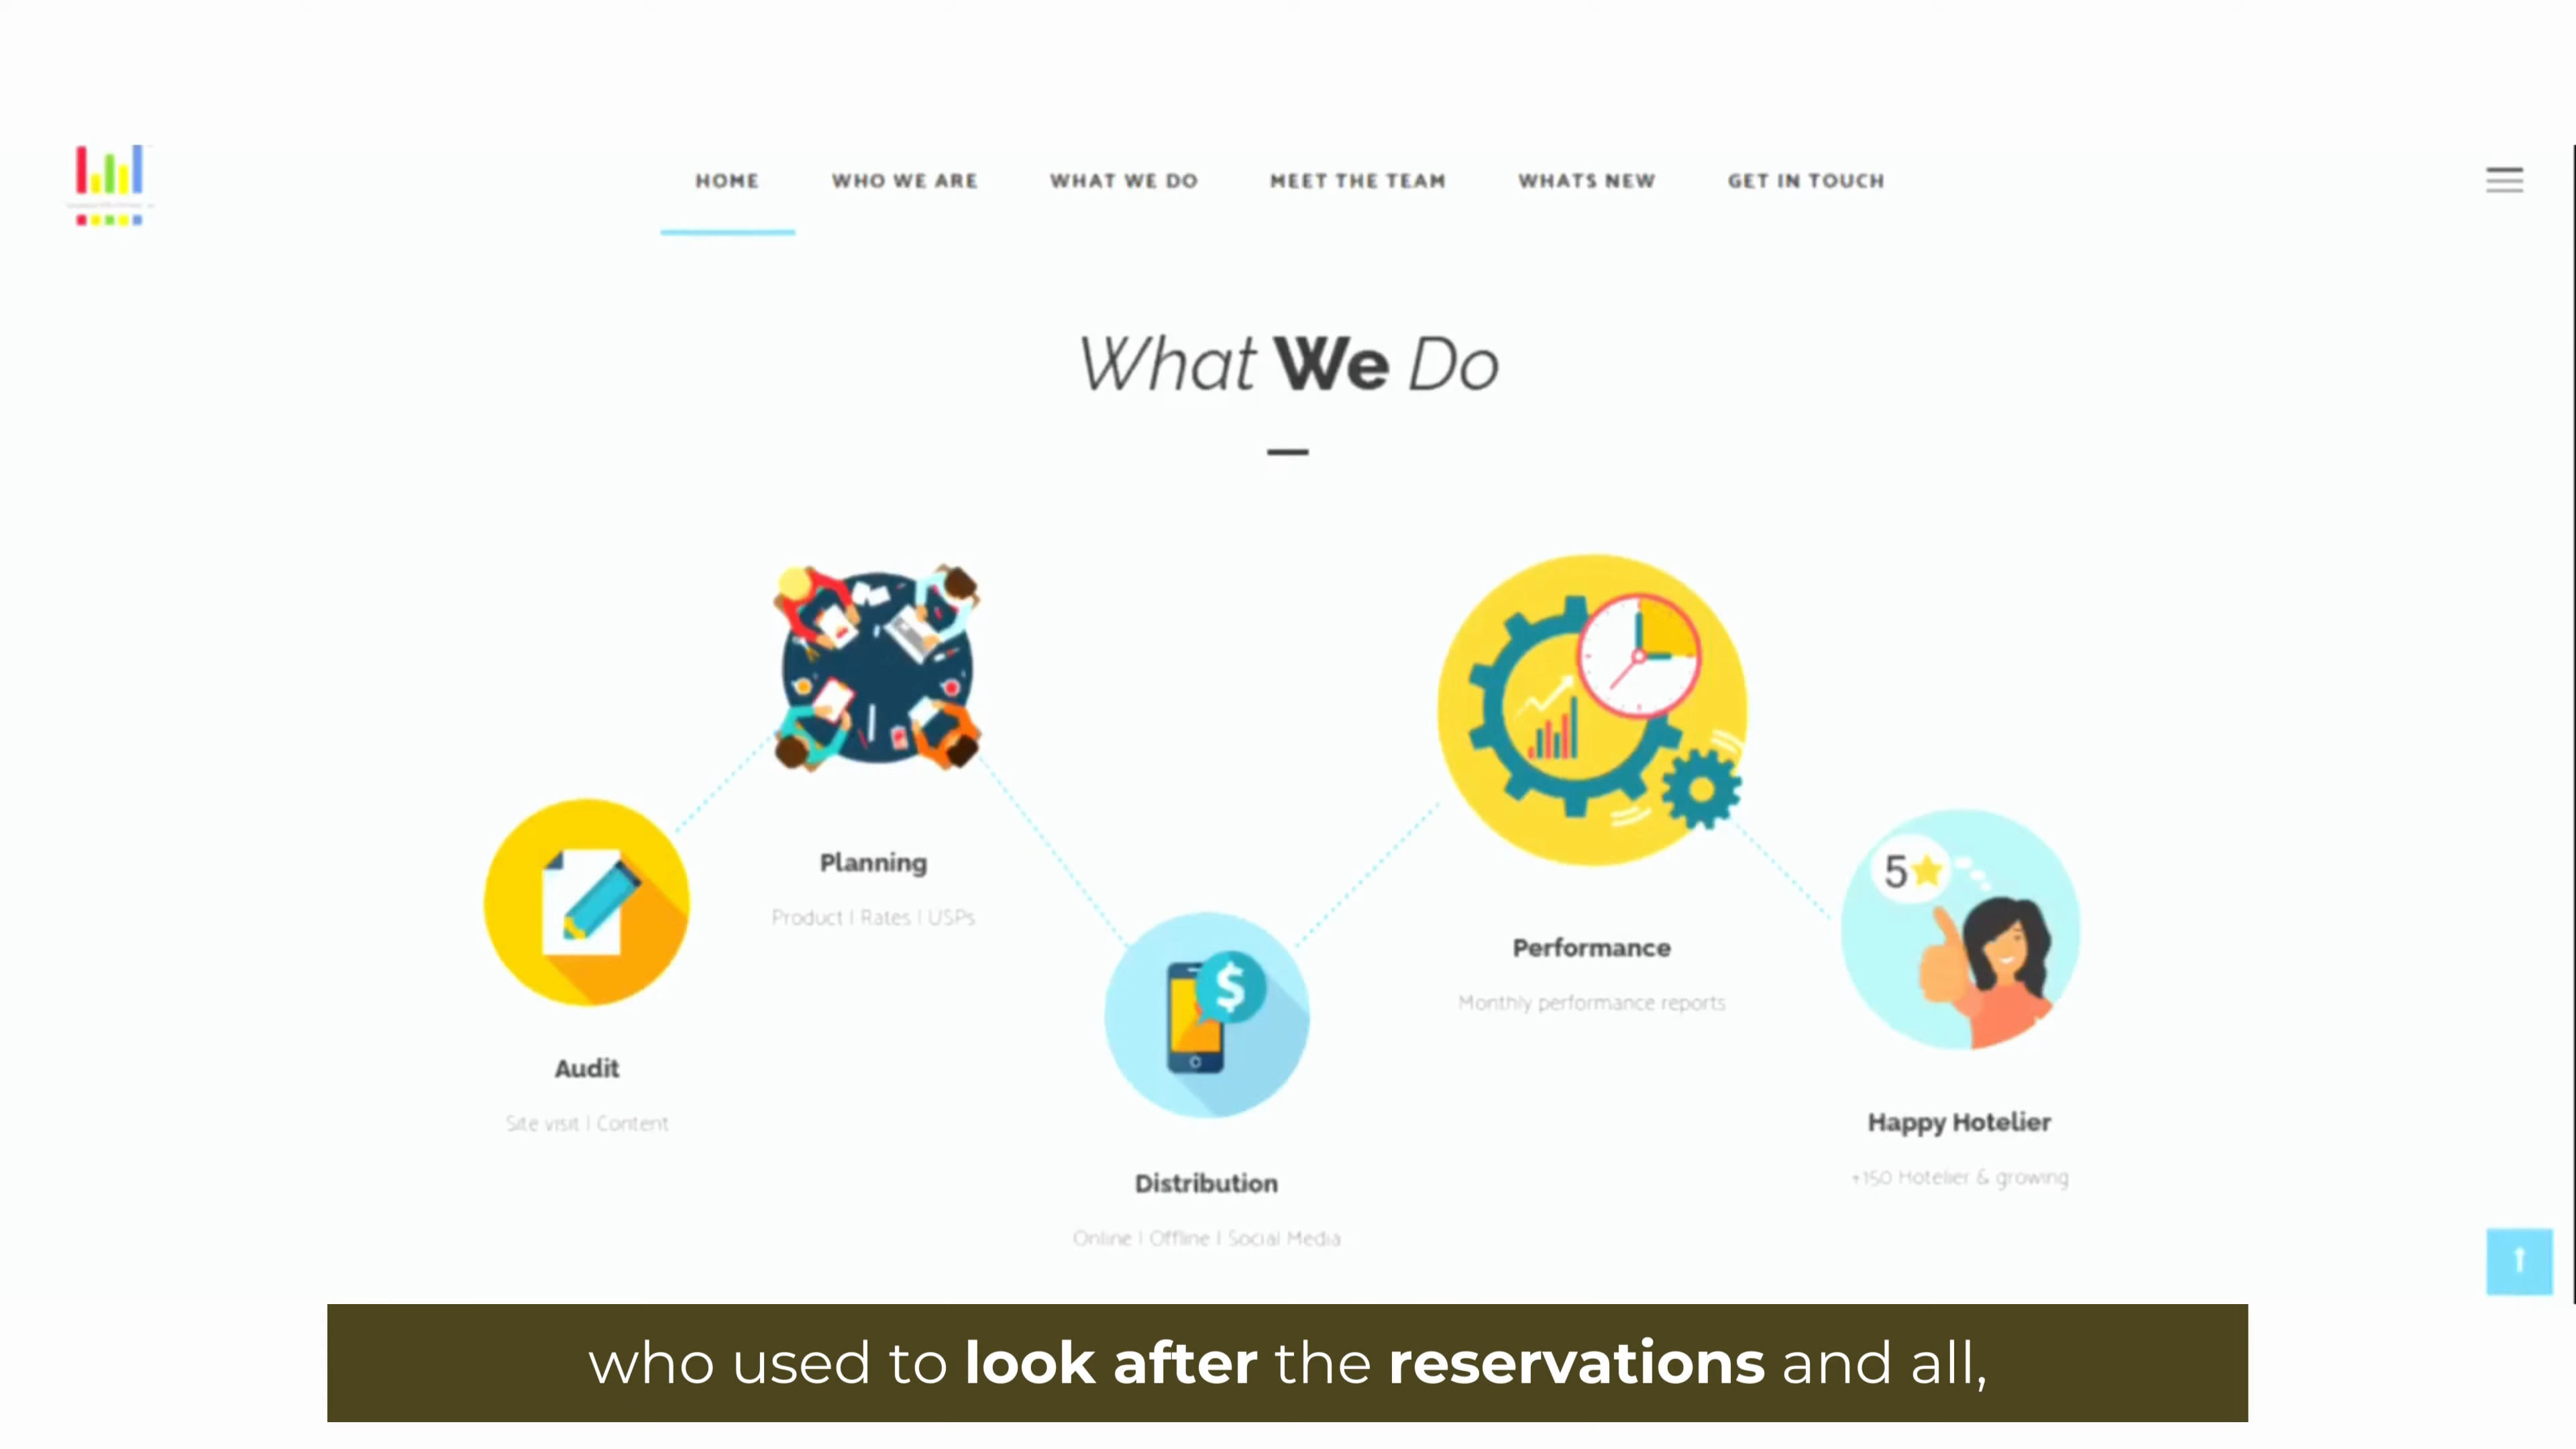 HOME WHO WE ARE WHAT WE DO MEET THE TEAM WHATS NEW GET IN TOUCH
What We Do
5
Planning
Product | Rates | USPs
$
Performance
Monthly performance reports
Audit
Site visit | Content
Happy Hotelier
+150 Hotelier & growing
Distribution
Online | Offline | Social Media
who used to look after the reservations and all,